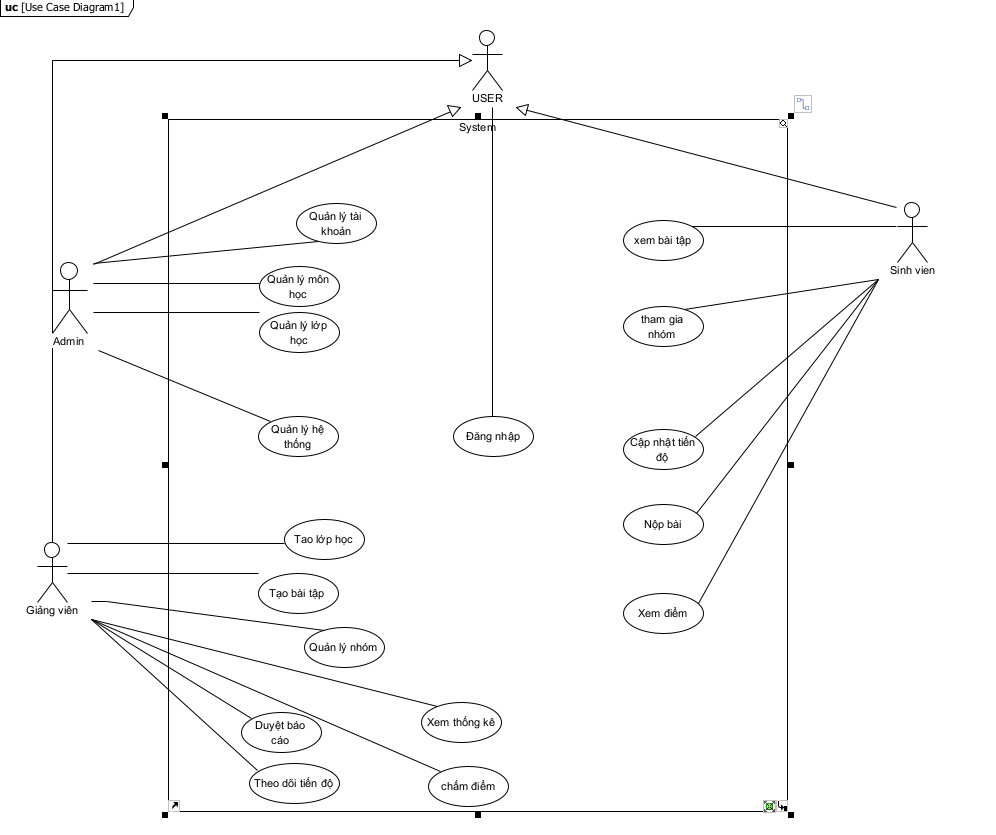 uc [Use Case Diagram1]
USER
System
Quản lý tài
khoản
xem bài tập
Sinh vien
Quản lý môn
học
Admin
Quản lý lớp
học
tham gia
nhóm
Quản lý hệ
thống
Đăng nhập
Cập nhật tiến
độ
Nộp bài
Tao lớp học
Giảng viên
Tạo bài tập
Xem điểm
Quản lý nhóm
Xem thống kê
Duyệt báo
cáo
Theo dõi tiến độ
chấm điểm